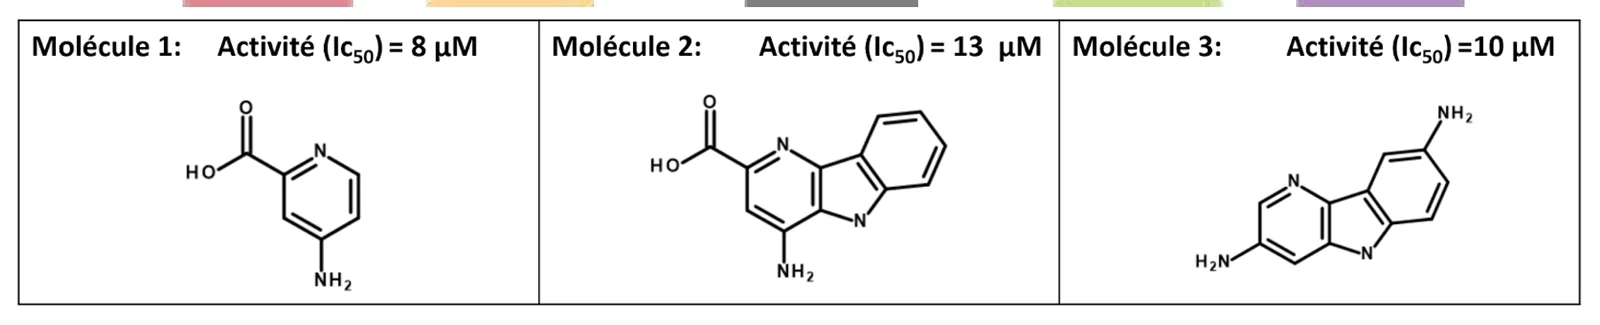 Molécule 1: Activité (Ic50) = 8 µM
O
HO
N
NH2
Molécule 2: Activité (Ic50) = 13 µM
O
HO
N
N
NH2
Molécule 3: Activité (Ic50) =10 µM
NH2
N
H2N
N